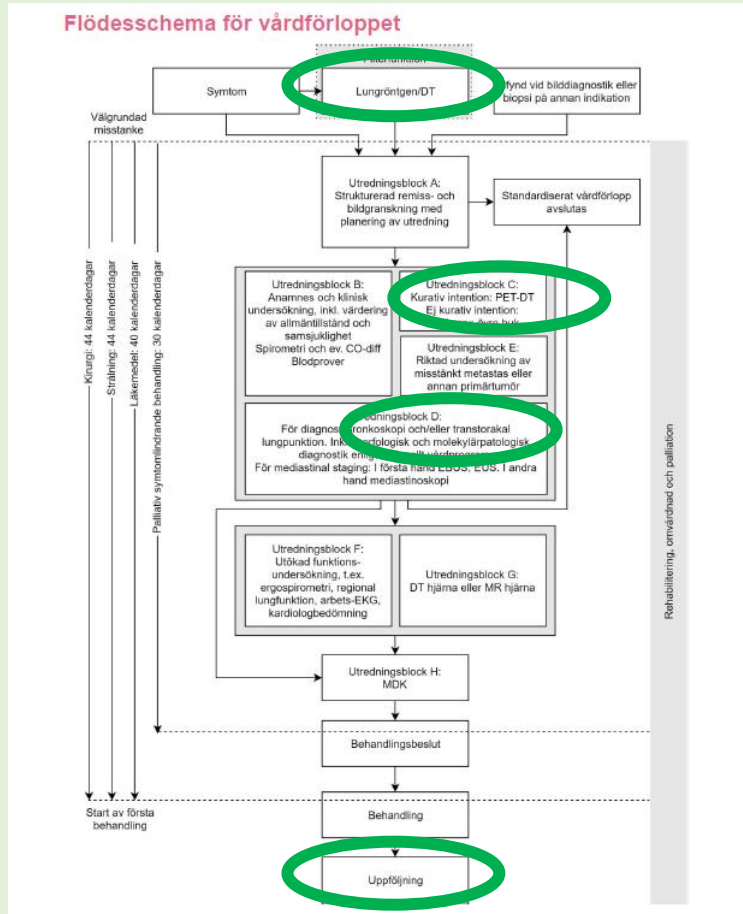 Flödesschema för vårdförloppet
Symtom
Lungröntgen/DT
vid bilddiagnostik eller
biopsi på annan indikation
Välgrundad
misstanke
Utredningsblock A:
Strukturerad remiss- och
bildgranskning med
planering av utredning
Standardiserat vårdförlopp
avslutas
Kirurgi: 44 kalenderdagar
Strålning: 44 kalenderdagar
Läkemedel: 40 kalenderdagar
Palliativ symtomlindrande behandling: 30 kalenderdagar
Utredningsblock B:
Anamnes och klinisk
undersökning, inkl. värdering
av allmäntillstånd och
samsjuklighet
Spirometri och ev. CO-diff
Blodprover
Utredningsblock C:
Kurativ intention: PET-DT
Ej kurativ intention:
Utredningsblock E:
Riktad undersökning av
misstänkt metastas eller
annan primärtumör
D:
För och/eller transtorakal
lungpunktion. och molekylärpatologisk
diagnostik
För mediastinal staging: I första hand EBUS, EUS. I andra
hand mediastinoskopi
Utredningsblock F:
Utökad funktions-
undersökning, t.ex.
ergospirometri, regional
lungfunktion, arbets-EKG,
kardiologbedömning
Utredningsblock G:
DT hjärna eller MR hjärna
Utredningsblock H:
MDK
Behandlingsbeslut
Start av första
behandling
Behandling
Uppföljning
Rehabilitering, omvårdnad och palliation